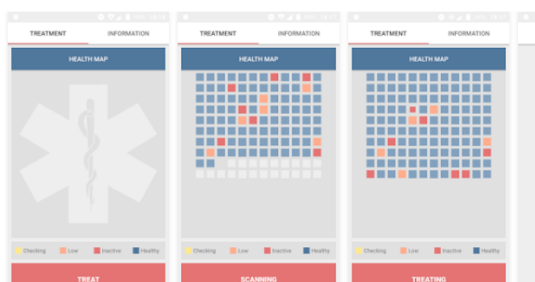 TREATMENT INFORMATION
HEALTH MAP
Checking Low Inactive Healthy
TREAT
TREATMENT INFORMATION
HEALTH MAP
Checking Low Inactive Healthy
SCANNING
TREATMENT INFORMATION
HEALTH MAP
Checking Low Inactive Healthy
TREATING